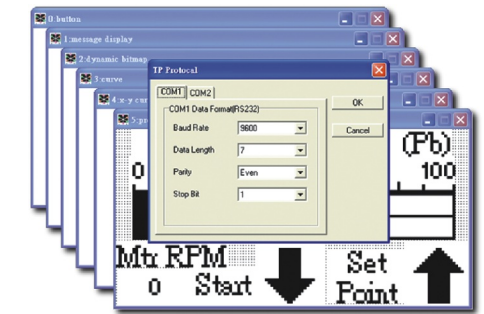 0:button
1:message display
2:dynamic bitmap
3:curve
4:x-y cur
5:pr
TP Protocal
COM1 COM2
COM1 Data Format(RS232)
Baud Rate 9600
Data Length 7
Parity Even
Stop Bit 1
OK
Cancel
(Pb)
0 100
Mtr RPM
0 Start
Set
Point